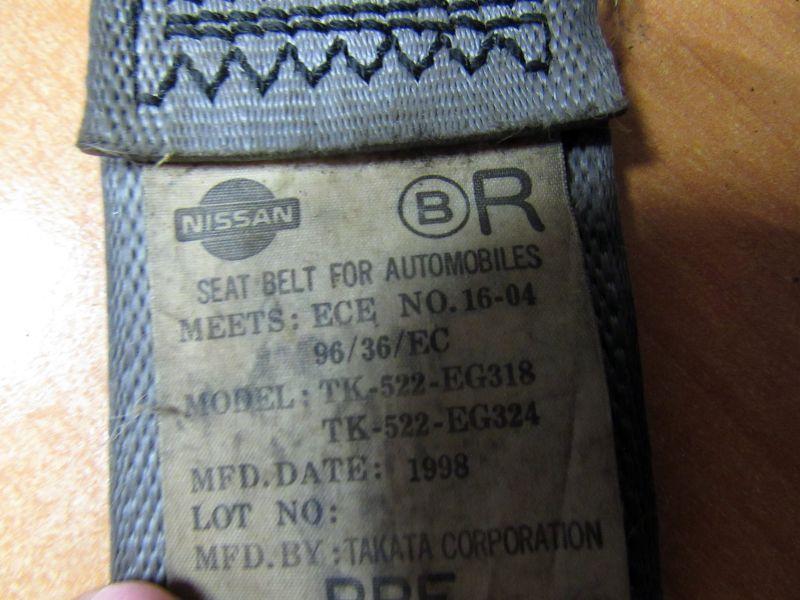 NISSAN
B R
SEAT BELT FOR AUTOMOBILES
MEETS: ECE NO.16-04
96/36/EC
MODEL: TK-522-EG318
TK-522-EG324
MFD.DATE: 1998
LOT NO:
MFD.BY:TAKATA CORPORATION